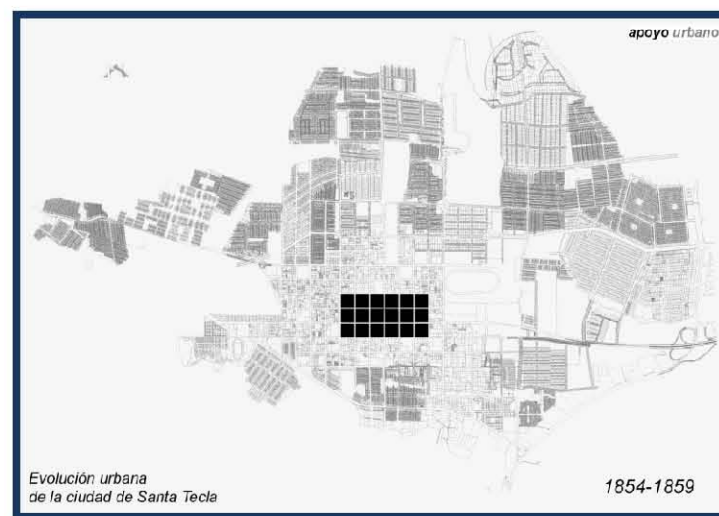 apoyo urbano
Evolución urbana
de la ciudad de Santa Tecla
1854-1859